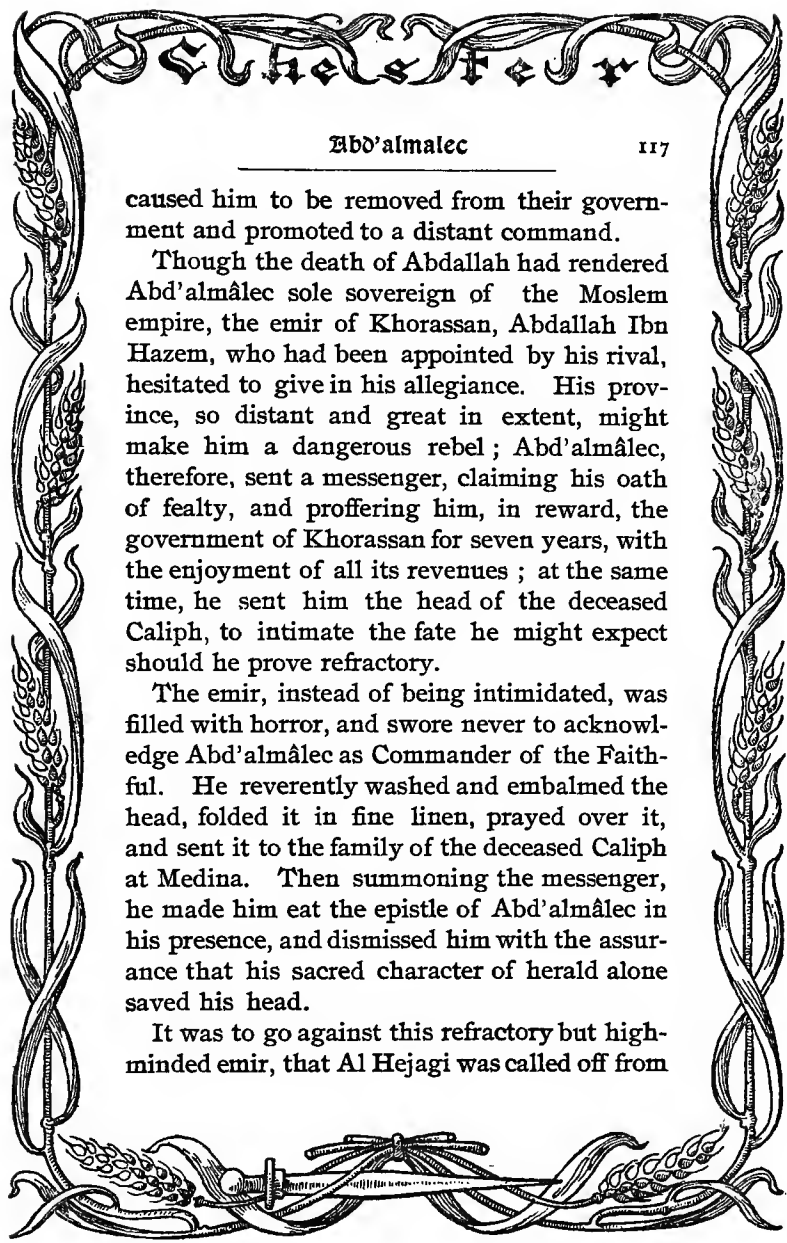 Chester
Abd'almalec 117
caused him to be removed from their govern-
ment and promoted to a distant command.
Though the death of Abdallah had rendered
Abd'almâlec sole sovereign of the Moslem
empire, the emir of Khorassan, Abdallah Ibn
Hazem, who had been appointed by his rival,
hesitated to give in his allegiance. His prov-
ince, so distant and great in extent, might
make him a dangerous rebel ; Abd'almâlec,
therefore, sent a messenger, claiming his oath
of fealty, and proffering him, in reward, the
government of Khorassan for seven years, with
the enjoyment of all its revenues ; at the same
time, he sent him the head of the deceased
Caliph, to intimate the fate he might expect
should he prove refractory.
The emir, instead of being intimidated, was
filled with horror, and swore never to acknowl-
edge Abd'almâlec as Commander of the Faith-
ful. He reverently washed and embalmed the
head, folded it in fine linen, prayed over it,
and sent it to the family of the deceased Caliph
at Medina. Then summoning the messenger,
he made him eat the epistle of Abd'almâlec in
his presence, and dismissed him with the assur-
ance that his sacred character of herald alone
saved his head.
It was to go against this refractory but high-
minded emir, that Al Hejagi was called off from